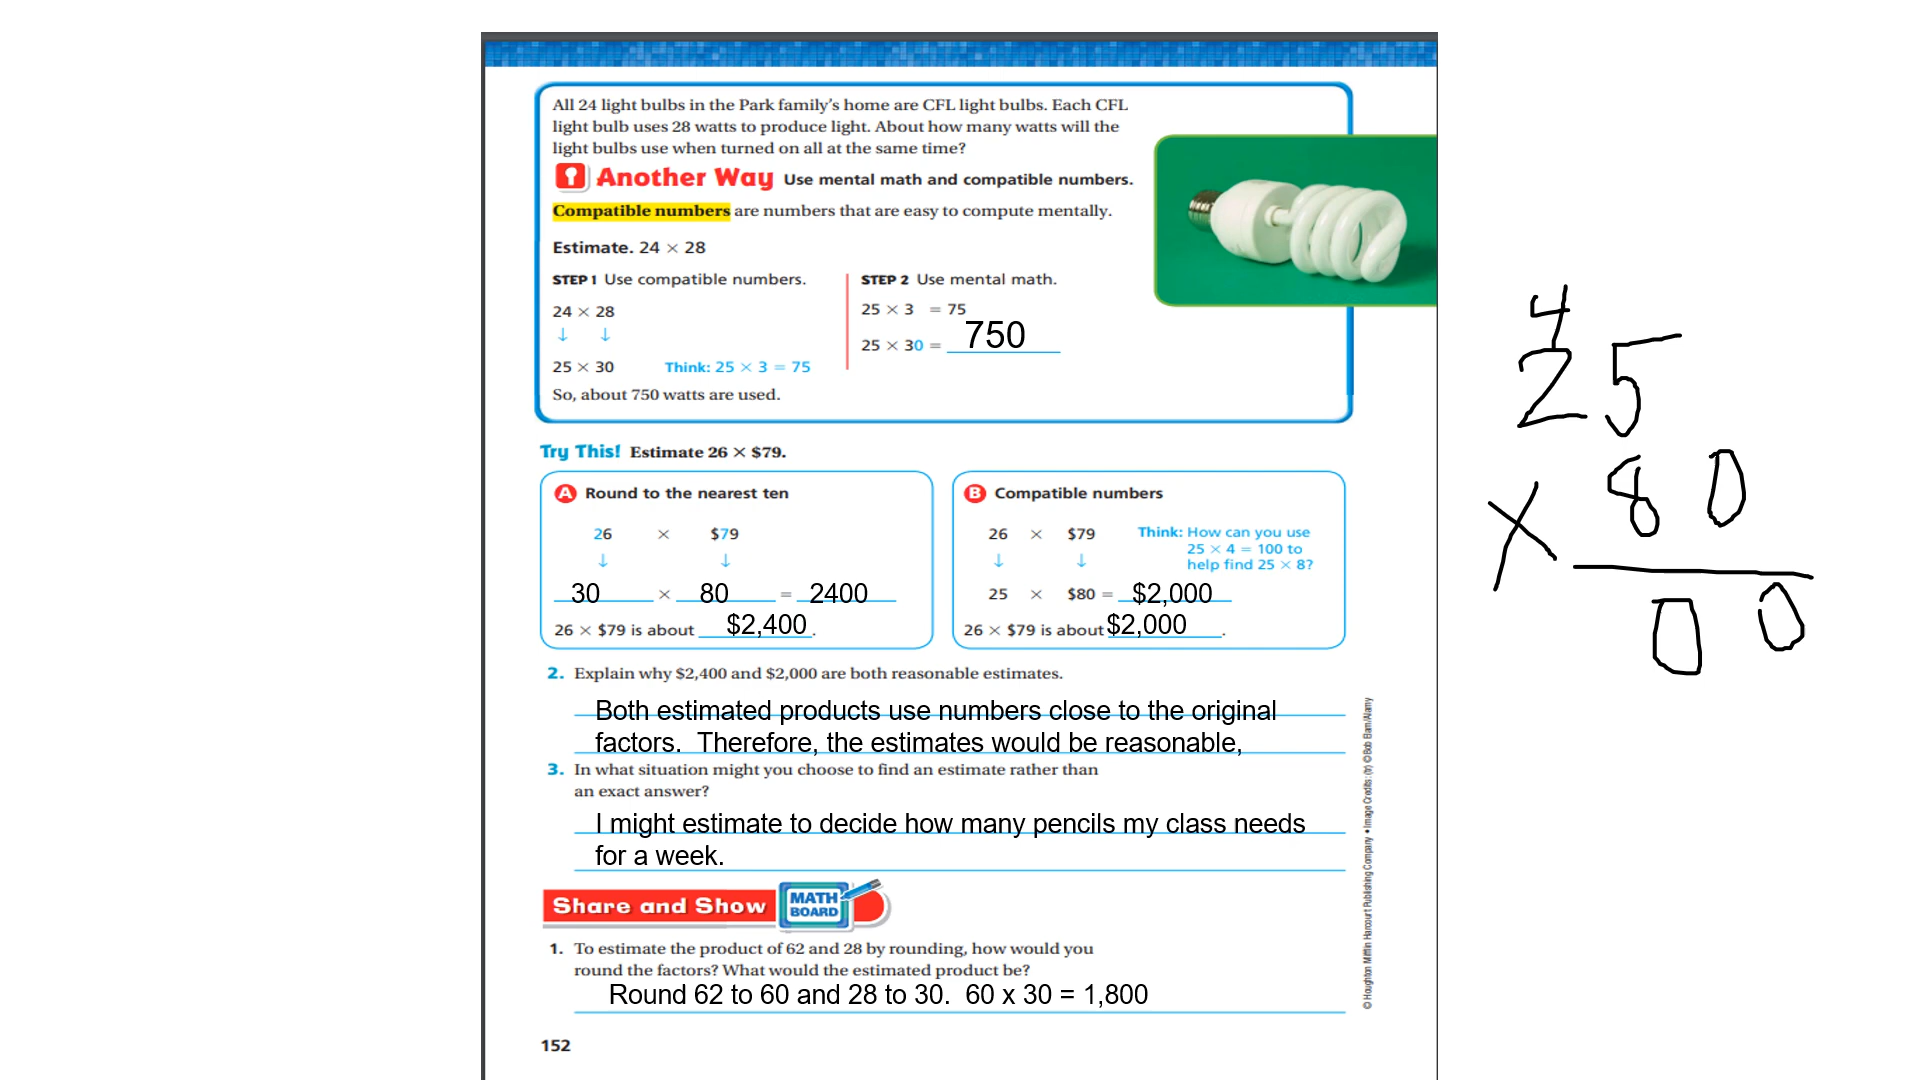 All 24 light bulbs in the Park family's home are CFL light bulbs. Each CFL
light bulb uses 28 watts to produce light. About how many watts will the
light bulbs use when turned on all at the same time?
Another Way Use mental math and compatible numbers.
Compatible numbers are numbers that are easy to compute mentally.
Estimate. 24 × 28
STEP 1 Use compatible numbers.
24 × 28
↓ ↓
25 × 30 Think: 25 × 3 = 75
STEP 2 Use mental math.
25 × 3 = 75
25 × 30 = 750
So, about 750 watts are used.
Try This! Estimate 26 × $79.
A Round to the nearest ten
26 × $79
↓ ↓
30 × 80 = 2400
26 × $79 is about $2,400.
B Compatible numbers
26 × $79
↓ ↓
25 × $80 = $2,000
Think: How can you use
25 × 4 = 100 to
help find 25 × 8?
26 × $79 is about $2,000.
2. Explain why $2,400 and $2,000 are both reasonable estimates.
Both estimated products use numbers close to the original
factors. Therefore, the estimates would be reasonable,
3. In what situation might you choose to find an estimate rather than
an exact answer?
I might estimate to decide how many pencils my class needs
for a week.
Share and Show MATH BOARD
1. To estimate the product of 62 and 28 by rounding, how would you
round the factors? What would the estimated product be?
Round 62 to 60 and 28 to 30. 60 x 30 = 1,800
152
© Houghton Mifflin Harcourt Publishing Company • Image Credits: (tr) ©Bob Barn/Alamy
4
25
× 80
00